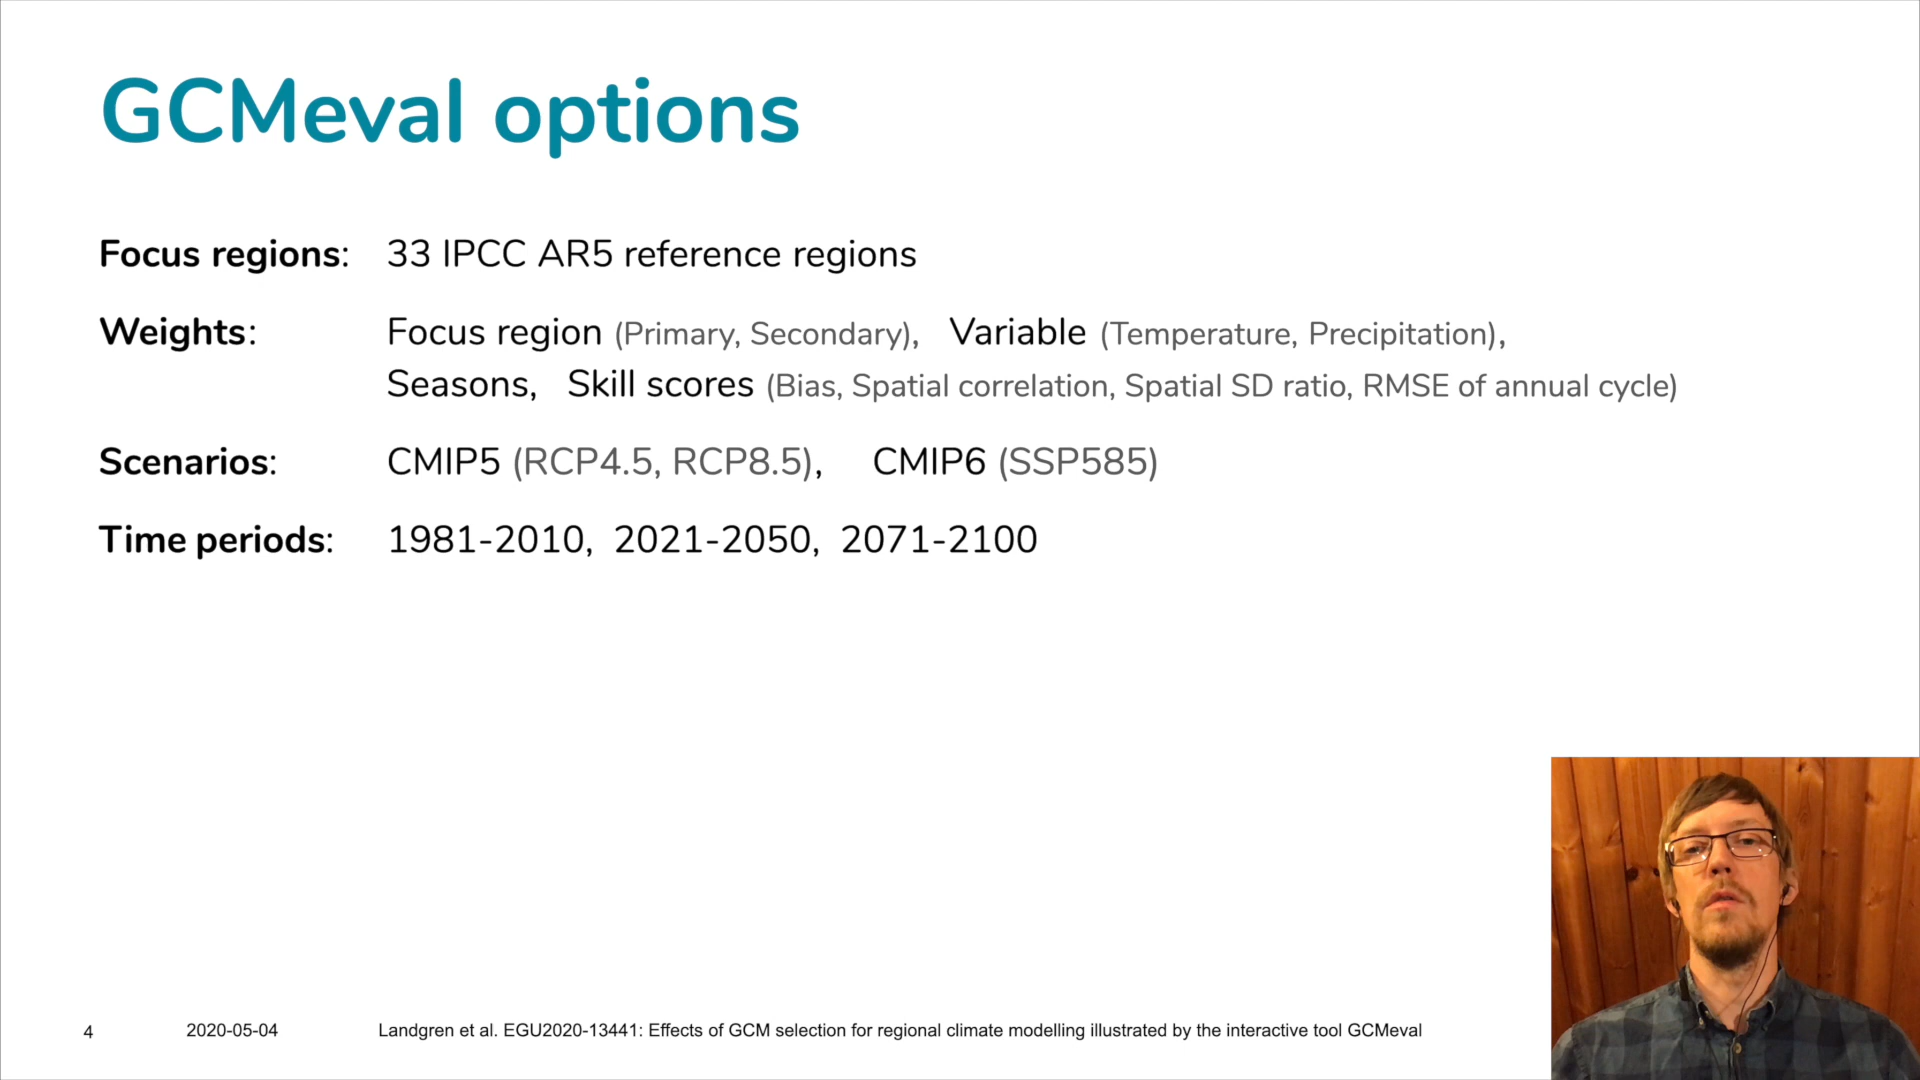 GCMeval options
Focus regions: 33 IPCC AR5 reference regions
Weights: Focus region (Primary, Secondary), Variable (Temperature, Precipitation),
Seasons, Skill scores (Bias, Spatial correlation, Spatial SD ratio, RMSE of annual cycle)
Scenarios: CMIP5 (RCP4.5, RCP8.5), CMIP6 (SSP585)
Time periods: 1981-2010, 2021-2050, 2071-2100
4 2020-05-04 Landgren et al. EGU2020-13441: Effects of GCM selection for regional climate modelling illustrated by the interactive tool GCMeval